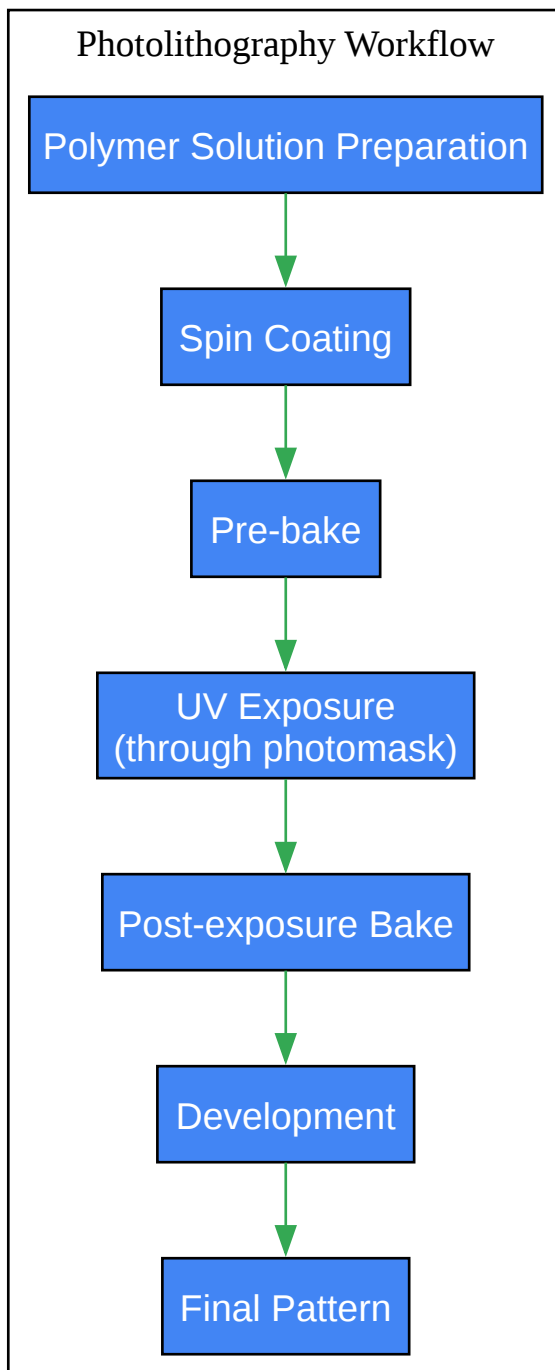 Photolithography Workflow
Polymer Solution Preparation
Spin Coating
Pre-bake
UV Exposure
(through photomask)
Post-exposure Bake
Development
Final Pattern